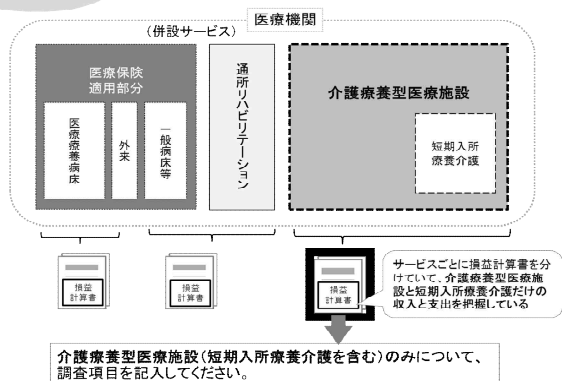 医療機関
（併設サービス）
医療保険
適用部分
医療療養病床
外来
一般病床等
通所リハビリテーション
介護療養型医療施設
短期入所
療養介護
損益
計算書
損益
計算書
損益
計算書
サービスごとに損益計算書を分
けていて、介護療養型医療施
設と短期入所療養介護だけの
収入と支出を把握している
介護療養型医療施設（短期入所療養介護を含む）のみについて、
調査項目を記入してください。